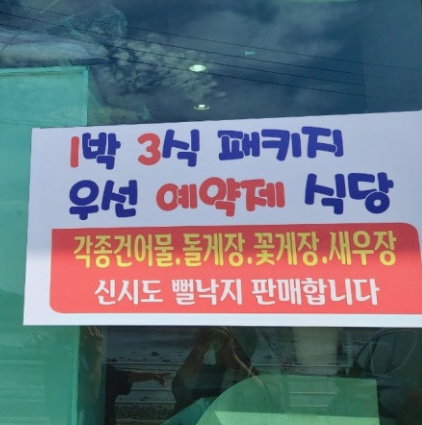 1박 3식 패키지
우선 예약제 식당
각종건어물.돌게장.꽃게장.새우장
신시도 뻘낙지 판매합니다